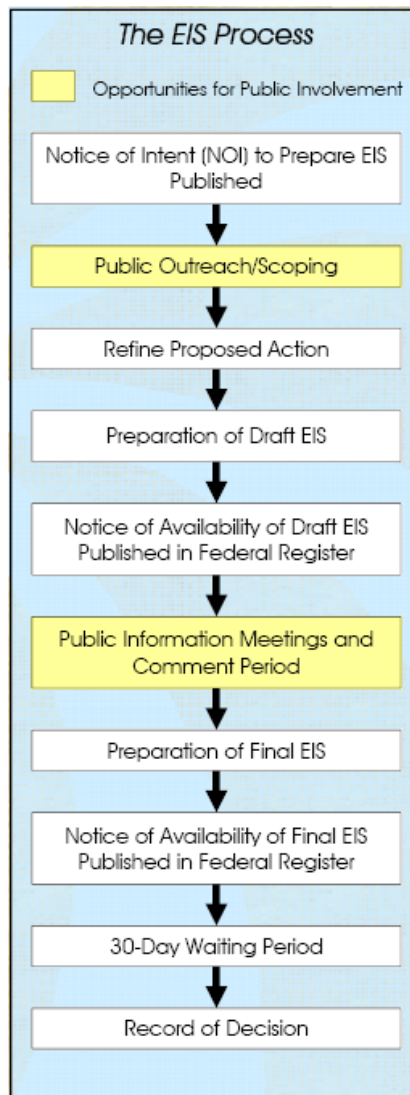 The EIS Process
Opportunities for Public Involvement
Notice of Intent (NOI) to Prepare EIS
Published
Public Outreach/Scoping
Refine Proposed Action
Preparation of Draft EIS
Notice of Availability of Draft EIS
Published in Federal Register
Public Information Meetings and
Comment Period
Preparation of Final EIS
Notice of Availability of Final EIS
Published in Federal Register
30-Day Waiting Period
Record of Decision